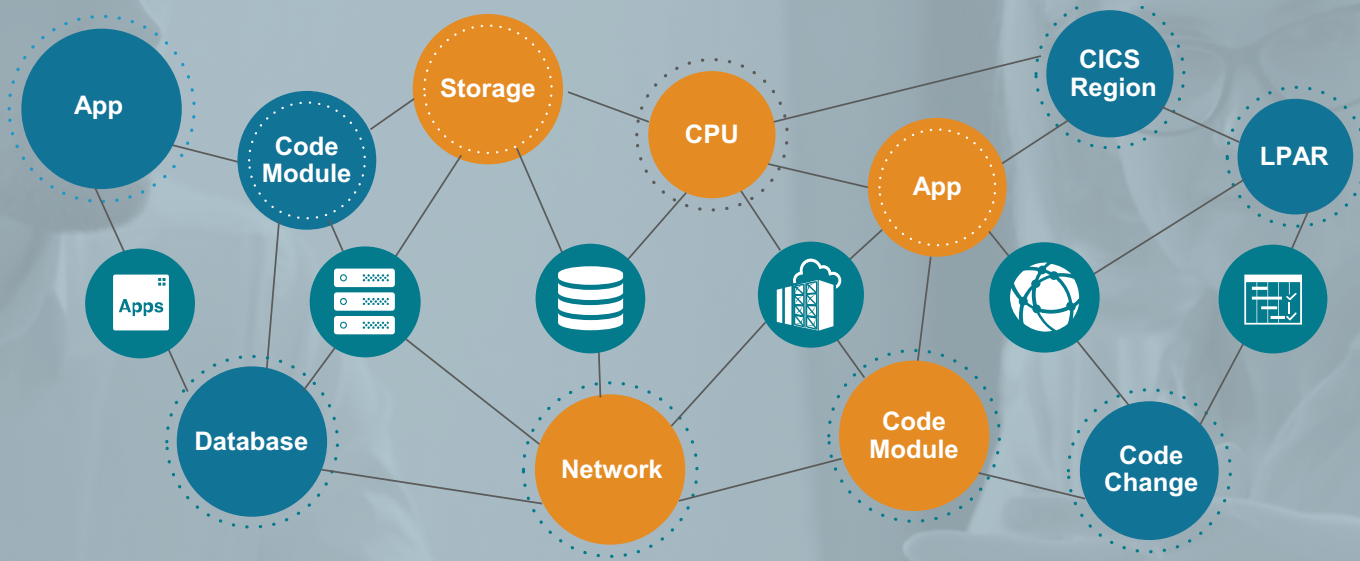 App
Code
Module
Storage
CPU
App
CICS
Region
LPAR
Apps
Database
Network
Code
Module
Code
Change